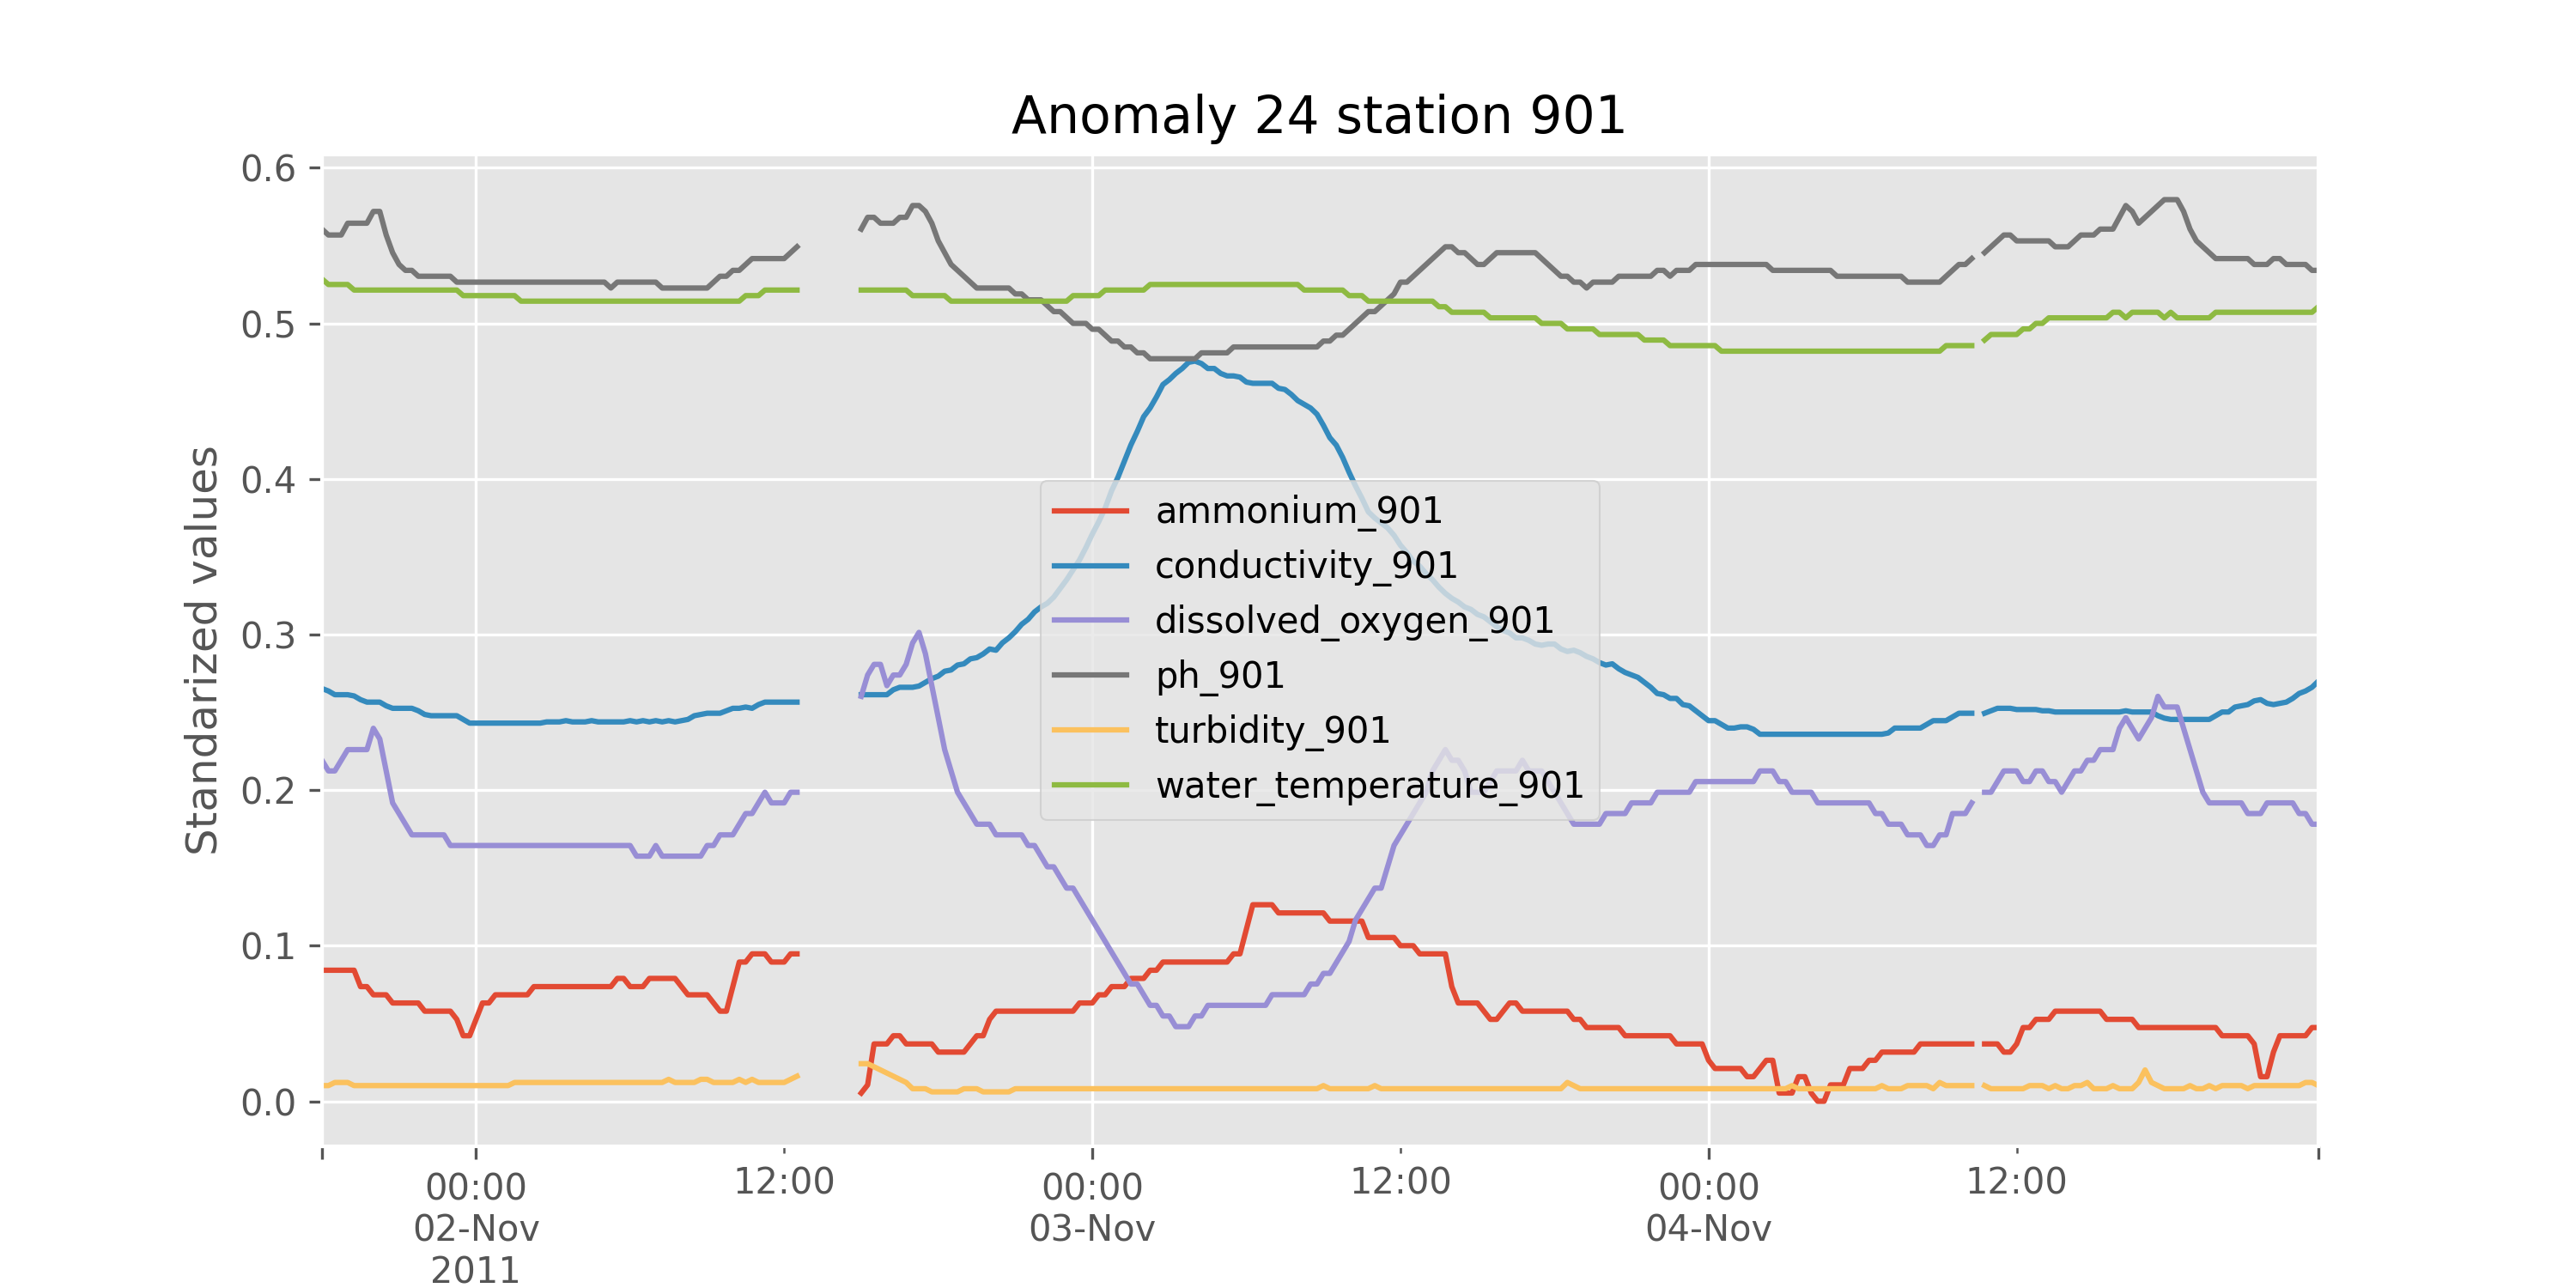 Anomaly 24 station 901
Standarized values
0.6
0.5
0.4
0.3
0.2
0.1
0.0
ammonium_901
conductivity_901
dissolved_oxygen_901
ph_901
turbidity_901
water_temperature_901
00:00 12:00 00:00 12:00 00:00 12:00
02-Nov 03-Nov 04-Nov
2011